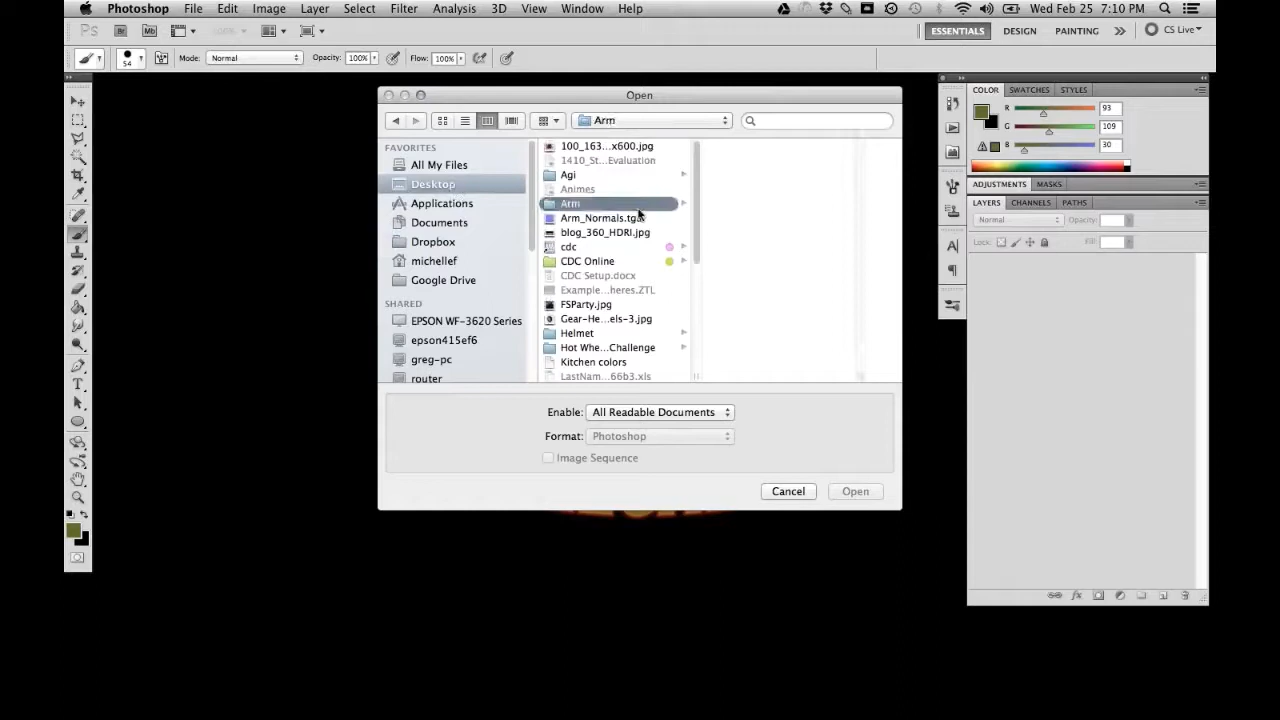 Photoshop File Edit Image Layer Select Filter Analysis 3D View Window Help Wed Feb 25 7:10 PM
Ps Br Mb 100% ESSENTIALS DESIGN PAINTING CS Live
54 Mode: Normal Opacity: 100% Flow: 100%
Open
Arm
FAVORITES
All My Files
Desktop
Applications
Documents
Dropbox
michellef
Google Drive
SHARED
EPSON WF-3620 Series
epson415ef6
greg-pc
router
100_163...x600.jpg
1410_St...Evaluation
Agi
Animes
Arm
Arm_Normals.tga
blog_360_HDRI.jpg
cdc
CDC Online
CDC Setup.docx
Example...heres.ZTL
FSParty.jpg
Gear-He...els-3.jpg
Helmet
Hot Whe...Challenge
Kitchen colors
LastNam...66b3.xls
Enable: All Readable Documents
Format: Photoshop
Image Sequence
Cancel Open
COLOR SWATCHES STYLES
R 93
G 109
B 30
ADJUSTMENTS MASKS
LAYERS CHANNELS PATHS
Normal Opacity:
Lock: Fill: